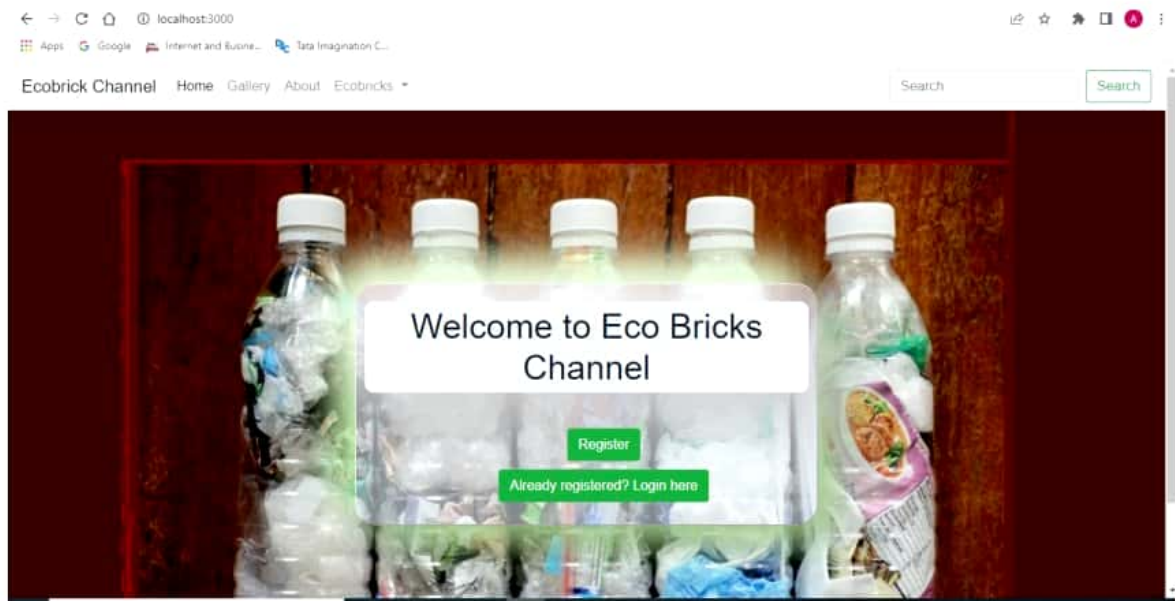 localhost:3000
Apps Google Internet and Busine... Tata Imagination C...
Ecobrick Channel Home Gallery About Ecobricks Search Search
Welcome to Eco Bricks
Channel
Register
Already registered? Login here